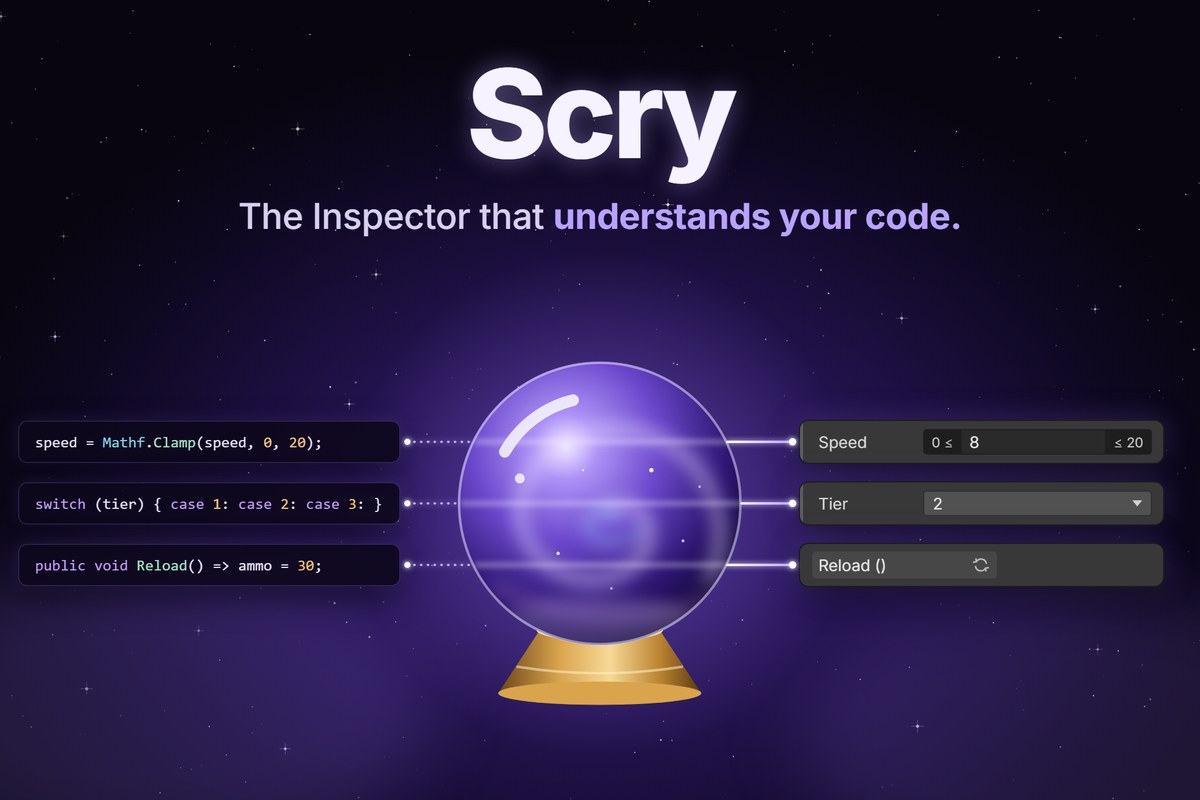 Scry
The Inspector that understands your code.
speed = Mathf.Clamp(speed, 0, 20);
Speed 0 ≤ 8 ≤ 20
switch (tier) { case 1: case 2: case 3: }
Tier 2
public void Reload() => ammo = 30;
Reload ()